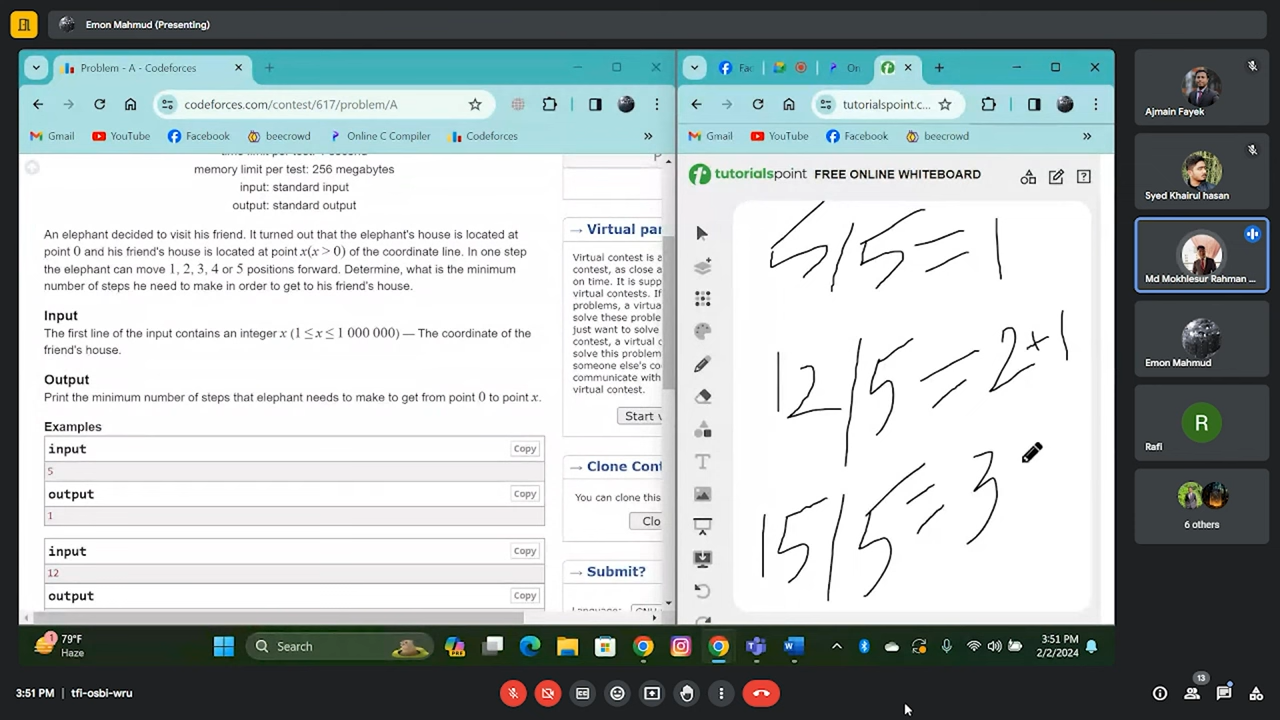 Emon Mahmud (Presenting)
Problem - A - Codeforces
codeforces.com/contest/617/problem/A
Gmail
YouTube
Facebook
beecrowd
Online C Compiler
Codeforces
»
memory limit per test: 256 megabytes
input: standard input
output: standard output
An elephant decided to visit his friend. It turned out that the elephant's house is located at
point 0 and his friend's house is located at point x(x > 0) of the coordinate line. In one step
the elephant can move 1, 2, 3, 4 or 5 positions forward. Determine, what is the minimum
number of steps he need to make in order to get to his friend's house.
Input
The first line of the input contains an integer x (1 ≤ x ≤ 1 000 000) — The coordinate of the
friend's house.
Output
Print the minimum number of steps that elephant needs to make to get from point 0 to point x.
Examples
input
Copy
5
output
Copy
1
input
Copy
12
output
Copy
→ Virtual par
Virtual contest is a
contest, as close a
on time. It is supp
virtual contests. If
problems, a virtua
solve these proble
just want to solve
contest, a virtual c
solve this problem
someone else's co
communicate with
virtual contest.
Start v
→ Clone Cont
You can clone this
Clo
→ Submit?
Fac
On
tutorialspoint.c...
Gmail
YouTube
Facebook
beecrowd
»
tutorialspoint FREE ONLINE WHITEBOARD
5/5=1
12/5=2+1
15/5=3
Ajmain Fayek
Syed Khairul hasan
Md Mokhlesur Rahman ...
Emon Mahmud
R
Rafi
6 others
1
79°F
Haze
Search
3:51 PM
2/2/2024
3:51 PM | tfi-osbi-wru
13